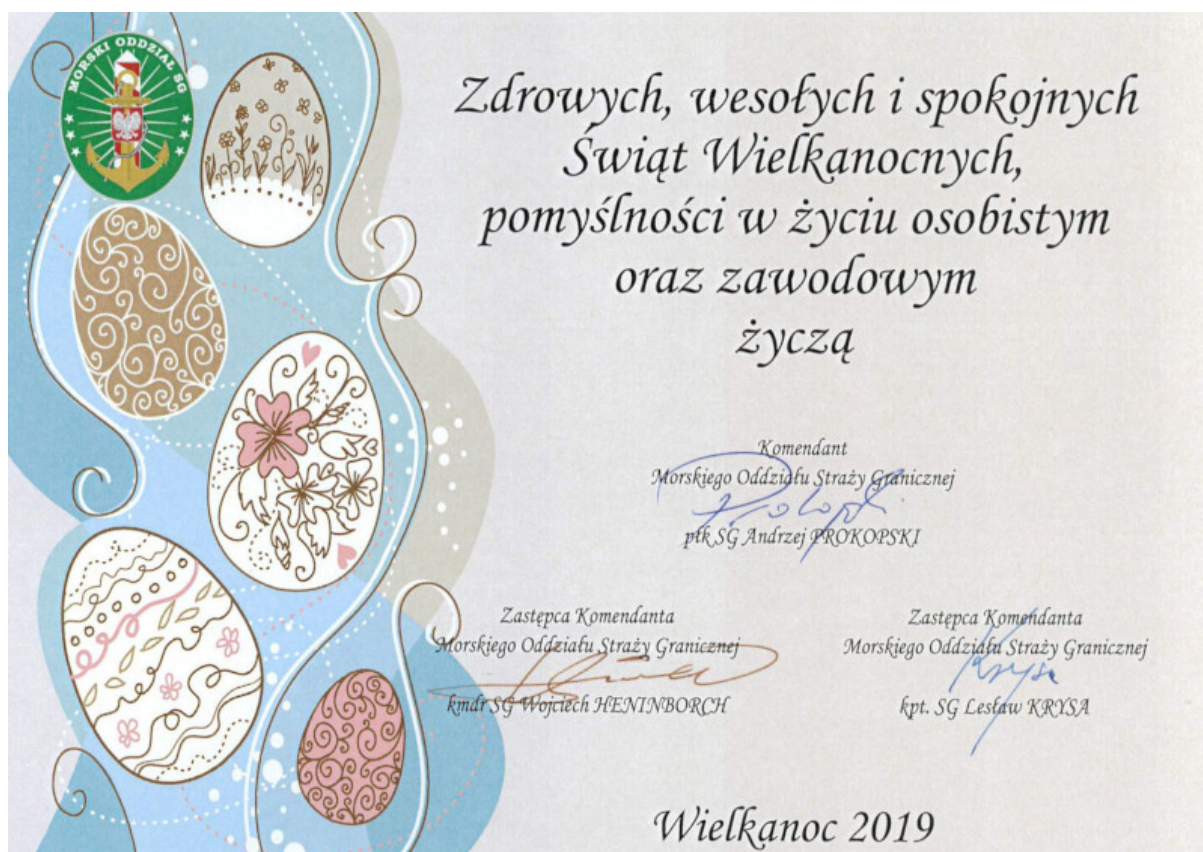 MORSKI ODDZIAŁ SG
Zdrowych, wesołych i spokojnych
Świąt Wielkanocnych,
pomyślności w życiu osobistym
oraz zawodowym
życzą
Komendant
Morskiego Oddziału Straży Granicznej
płk SG Andrzej PROKOPSKI
Zastępca Komendanta
Morskiego Oddziału Straży Granicznej
kmdr SG Wojciech HENINBORCH
Zastępca Komendanta
Morskiego Oddziału Straży Granicznej
Krysa
kpt. SG Lesław KRYSA
Wielkanoc 2019